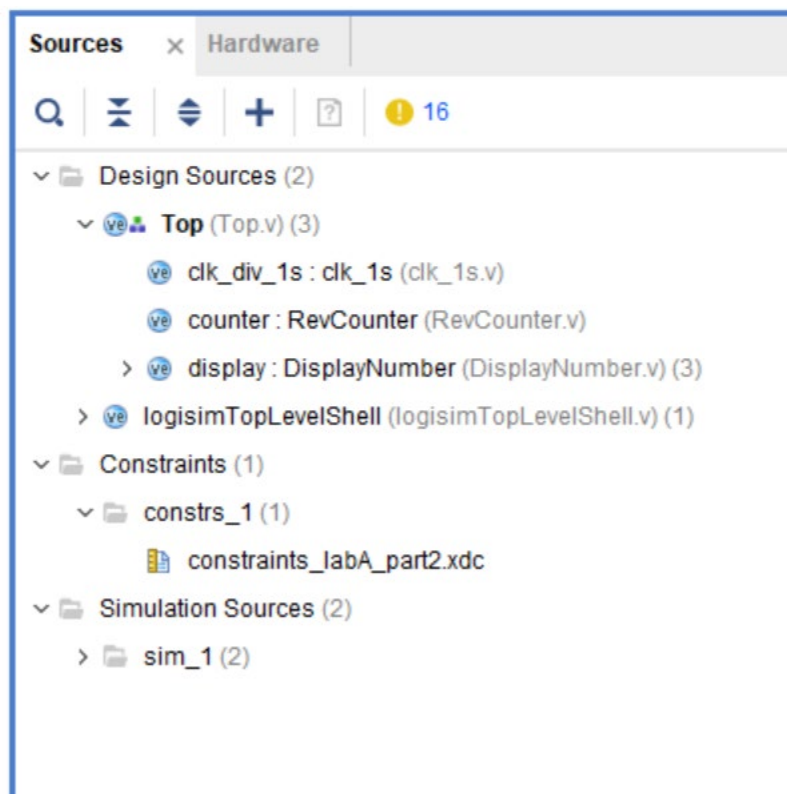 Sources × Hardware
16
Design Sources (2)
Top (Top.v) (3)
clk_div_1s : clk_1s (clk_1s.v)
counter : RevCounter (RevCounter.v)
display : DisplayNumber (DisplayNumber.v) (3)
logisimTopLevelShell (logisimTopLevelShell.v) (1)
Constraints (1)
constrs_1 (1)
constraints_labA_part2.xdc
Simulation Sources (2)
sim_1 (2)